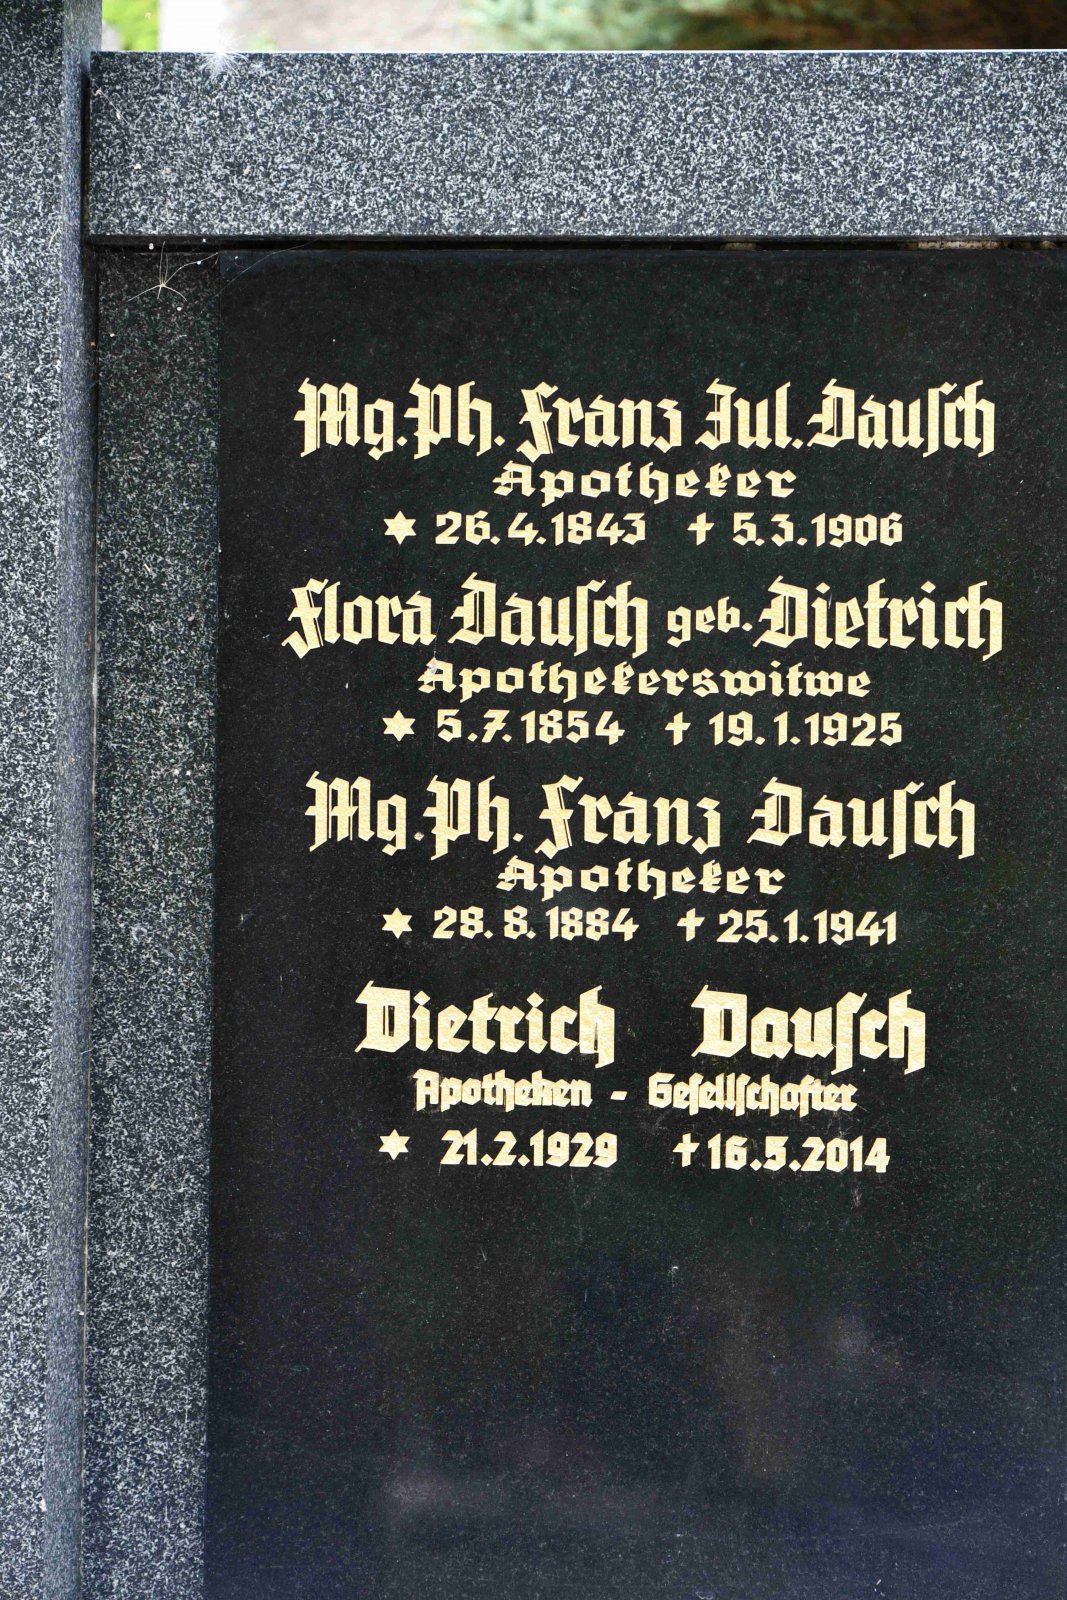 Mg. Ph. Franz Jul. Dausch
Apotheker
✶ 26.4.1843 ✝ 5.3.1906
Flora Dausch geb. Dietrich
Apothekerswitwe
✶ 5.7.1854 ✝ 19.1.1925
Mg. Ph. Franz Dausch
Apotheker
✶ 28.8.1884 ✝ 25.1.1941
Dietrich Dausch
Apotheken - Gesellschafter
✶ 21.2.1929 ✝ 16.5.2014